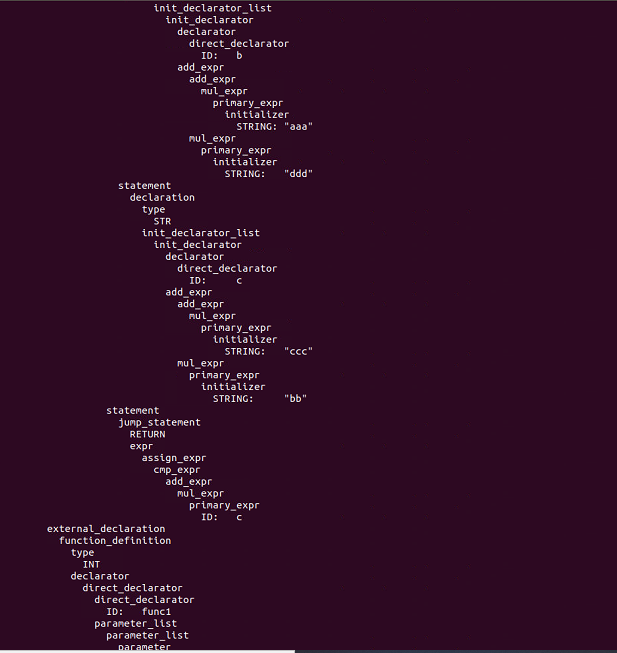 init_declarator_list
init_declarator
declarator
direct_declarator
ID: b
add_expr
add_expr
mul_expr
primary_expr
initializer
STRING: "aaa"
mul_expr
primary_expr
initializer
STRING: "ddd"
statement
declaration
type
STR
init_declarator_list
init_declarator
declarator
direct_declarator
ID: c
add_expr
add_expr
mul_expr
primary_expr
initializer
STRING: "ccc"
mul_expr
primary_expr
initializer
STRING: "bb"
statement
jump_statement
RETURN
expr
assign_expr
cmp_expr
add_expr
mul_expr
primary_expr
ID: c
external_declaration
function_definition
type
INT
declarator
direct_declarator
direct_declarator
ID: func1
parameter_list
parameter_list
parameter